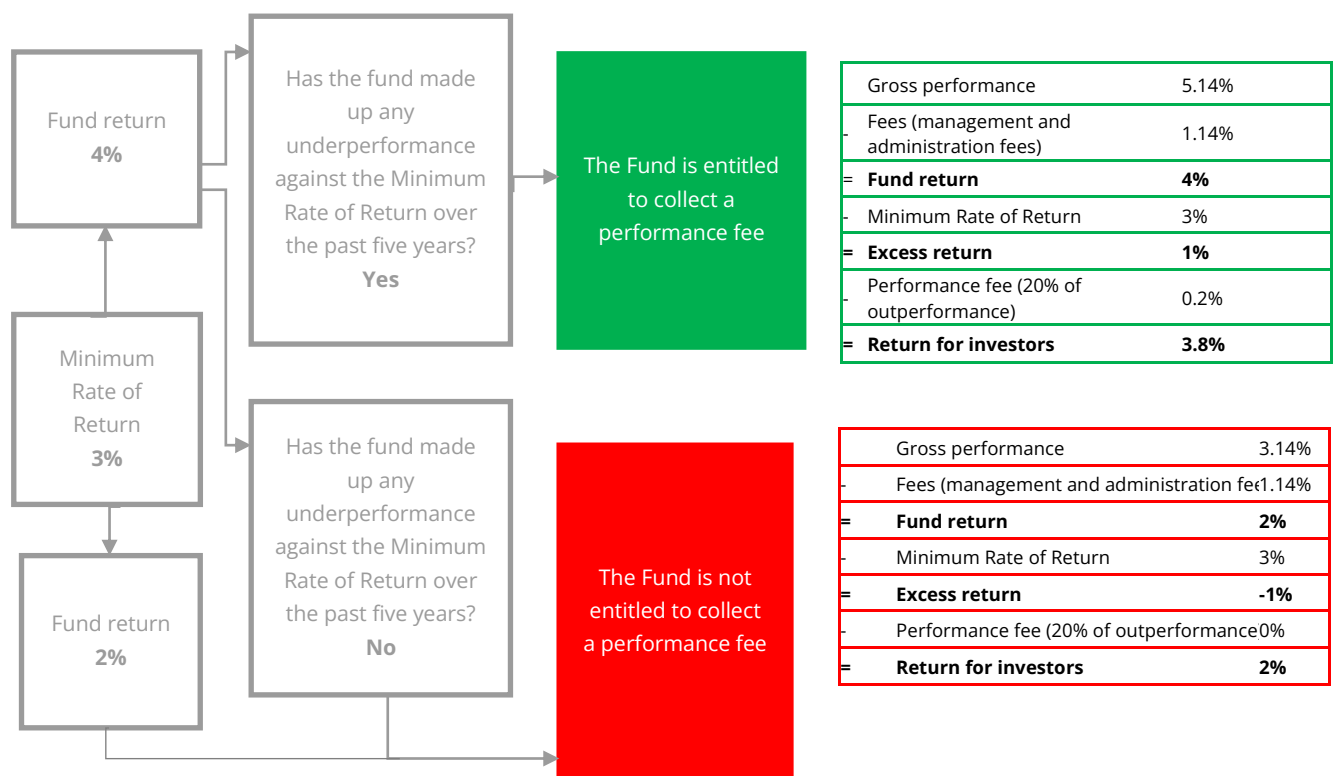 Fund return
4%
Minimum
Rate of
Return
3%
Fund return
2%
Has the fund made
up any
underperformance
against the Minimum
Rate of Return over
the past five years?
Yes
Has the fund made
up any
underperformance
against the Minimum
Rate of Return over
the past five years?
No
The Fund is entitled
to collect a
performance fee
The Fund is not
entitled to collect
a performance fee
Gross performance 5.14%
- Fees (management and
administration fees) 1.14%
= Fund return 4%
- Minimum Rate of Return 3%
= Excess return 1%
- Performance fee (20% of
outperformance) 0.2%
= Return for investors 3.8%
Gross performance 3.14%
- Fees (management and administration fee 1.14%
= Fund return 2%
- Minimum Rate of Return 3%
= Excess return -1%
- Performance fee (20% of outperformance 0%
= Return for investors 2%